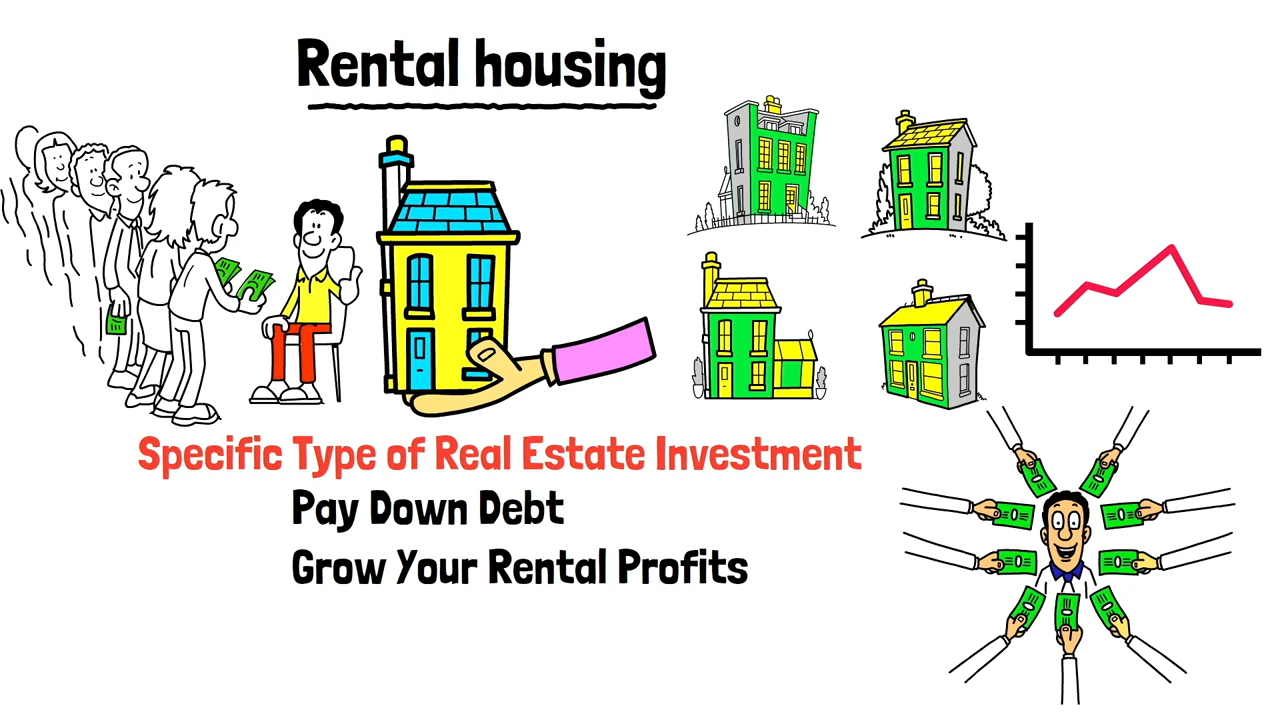 Rental housing
Specific Type of Real Estate Investment
Pay Down Debt
Grow Your Rental Profits